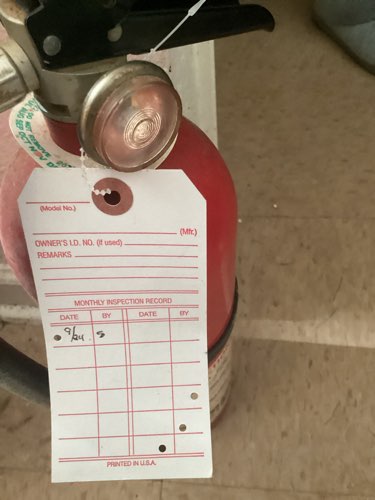 (Model No.)
(Mfr.)
OWNER'S I.D. NO. (if used)
REMARKS
MONTHLY INSPECTION RECORD
DATE BY DATE BY
9/24 S
PRINTED IN U.S.A.